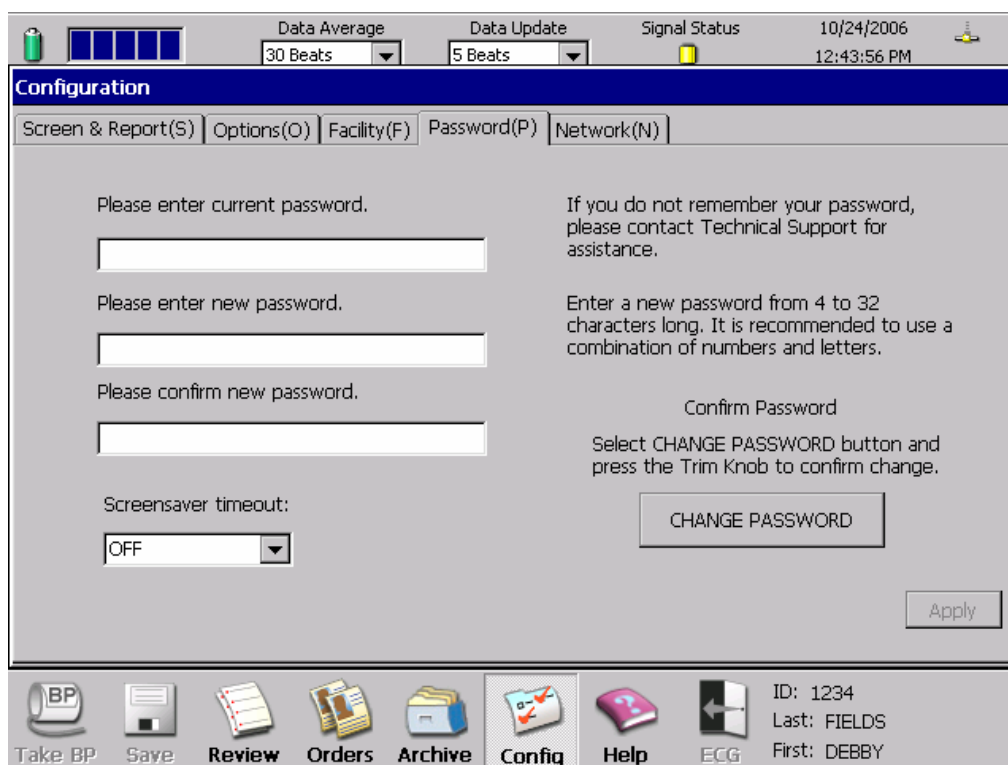 Data Average Data Update Signal Status 10/24/2006
30 Beats 5 Beats 12:43:56 PM
Configuration
Screen & Report(S) Options(O) Facility(F) Password(P) Network(N)
Please enter current password.
If you do not remember your password,
please contact Technical Support for
assistance.
Please enter new password.
Enter a new password from 4 to 32
characters long. It is recommended to use a
combination of numbers and letters.
Please confirm new password.
Confirm Password
Select CHANGE PASSWORD button and
press the Trim Knob to confirm change.
Screensaver timeout:
OFF
CHANGE PASSWORD
Apply
BP
Take BP Save Review Orders Archive Config Help ECG
ID: 1234
Last: FIELDS
First: DEBBY